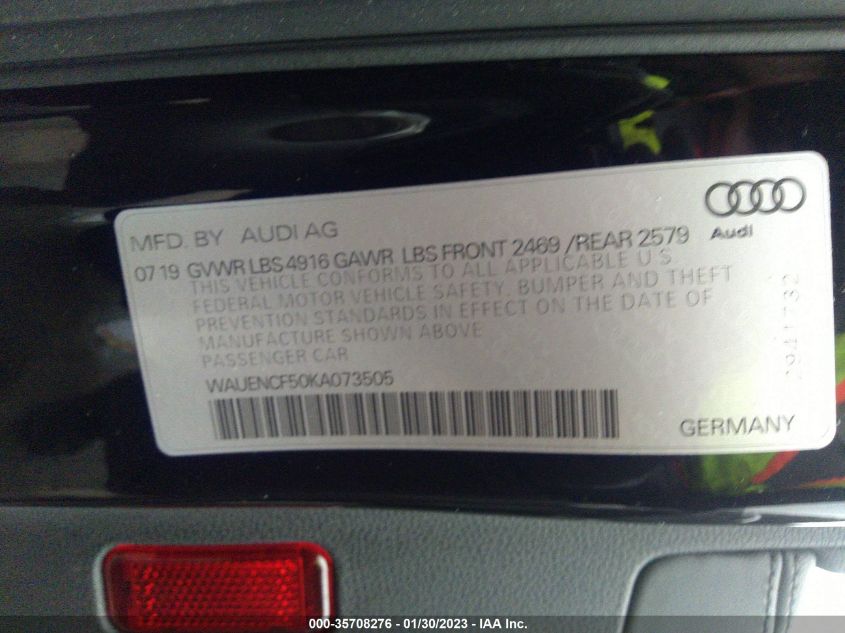 MFD. BY AUDI AG
Audi
07 19 GVWR LBS 4916 GAWR LBS FRONT 2469 /REAR 2579
THIS VEHICLE CONFORMS TO ALL APPLICABLE U S
FEDERAL MOTOR VEHICLE SAFETY, BUMPER AND THEFT
PREVENTION STANDARDS IN EFFECT ON THE DATE OF
MANUFACTURE SHOWN ABOVE
PASSENGER CAR
WAUENCF50KA073505
GERMANY
000-35708276 - 01/30/2023 - IAA Inc.